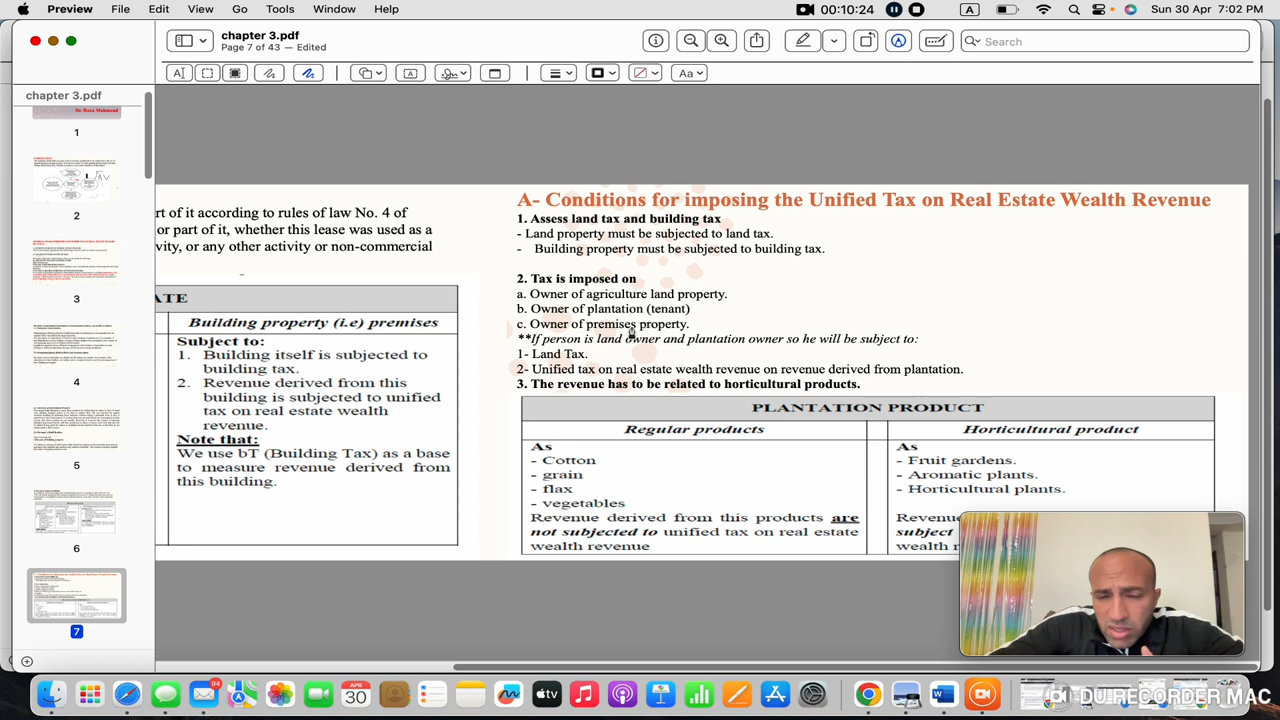 Preview File Edit View Go Tools Window Help
00:10:24 A Sun 30 Apr 7:02 PM
chapter 3.pdf
Page 7 of 43 — Edited
Search
Aa
chapter 3.pdf
Dr. Rana Mahmoud
1
2
3
4
5
6
7
rt of it according to rules of law No. 4 of
or part of it, whether this lease was used as a
vity, or any other activity or non-commercial
ATE
Building property (i.e) premises
1. Building itself is subjected to
building tax.
2. Revenue derived from this
building is subjected to unified
tax on real estate wealth
revenue.
Note that:
We use bT (Building Tax) as a base
to measure revenue derived from
this building.
A- Conditions for imposing the Unified Tax on Real Estate Wealth Revenue
1. Assess land tax and building tax
- Land property must be subjected to land tax.
- Building property must be subjected to building tax.
2. Tax is imposed on
a. Owner of agriculture land property.
b. Owner of plantation (tenant)
c. Owner of premises property.
**If person is land owner and plantation owner so he will be subject to:
1- Land Tax.
2- Unified tax on real estate wealth revenue on revenue derived from plantation.
3. The revenue has to be related to horticultural products.
PLANTATION PRODUCT
Regular products
As
- Cotton
- grain
- flax
- vegetables
Revenue derived from this products are
not subjected to unified tax on real estate
wealth revenue
Horticultural product
As
- Fruit gardens.
- Aromatic plants.
- Horticultural plants.
Revenu
subject
wealth r
94
APR
30
tv
DU RECORDER MAC